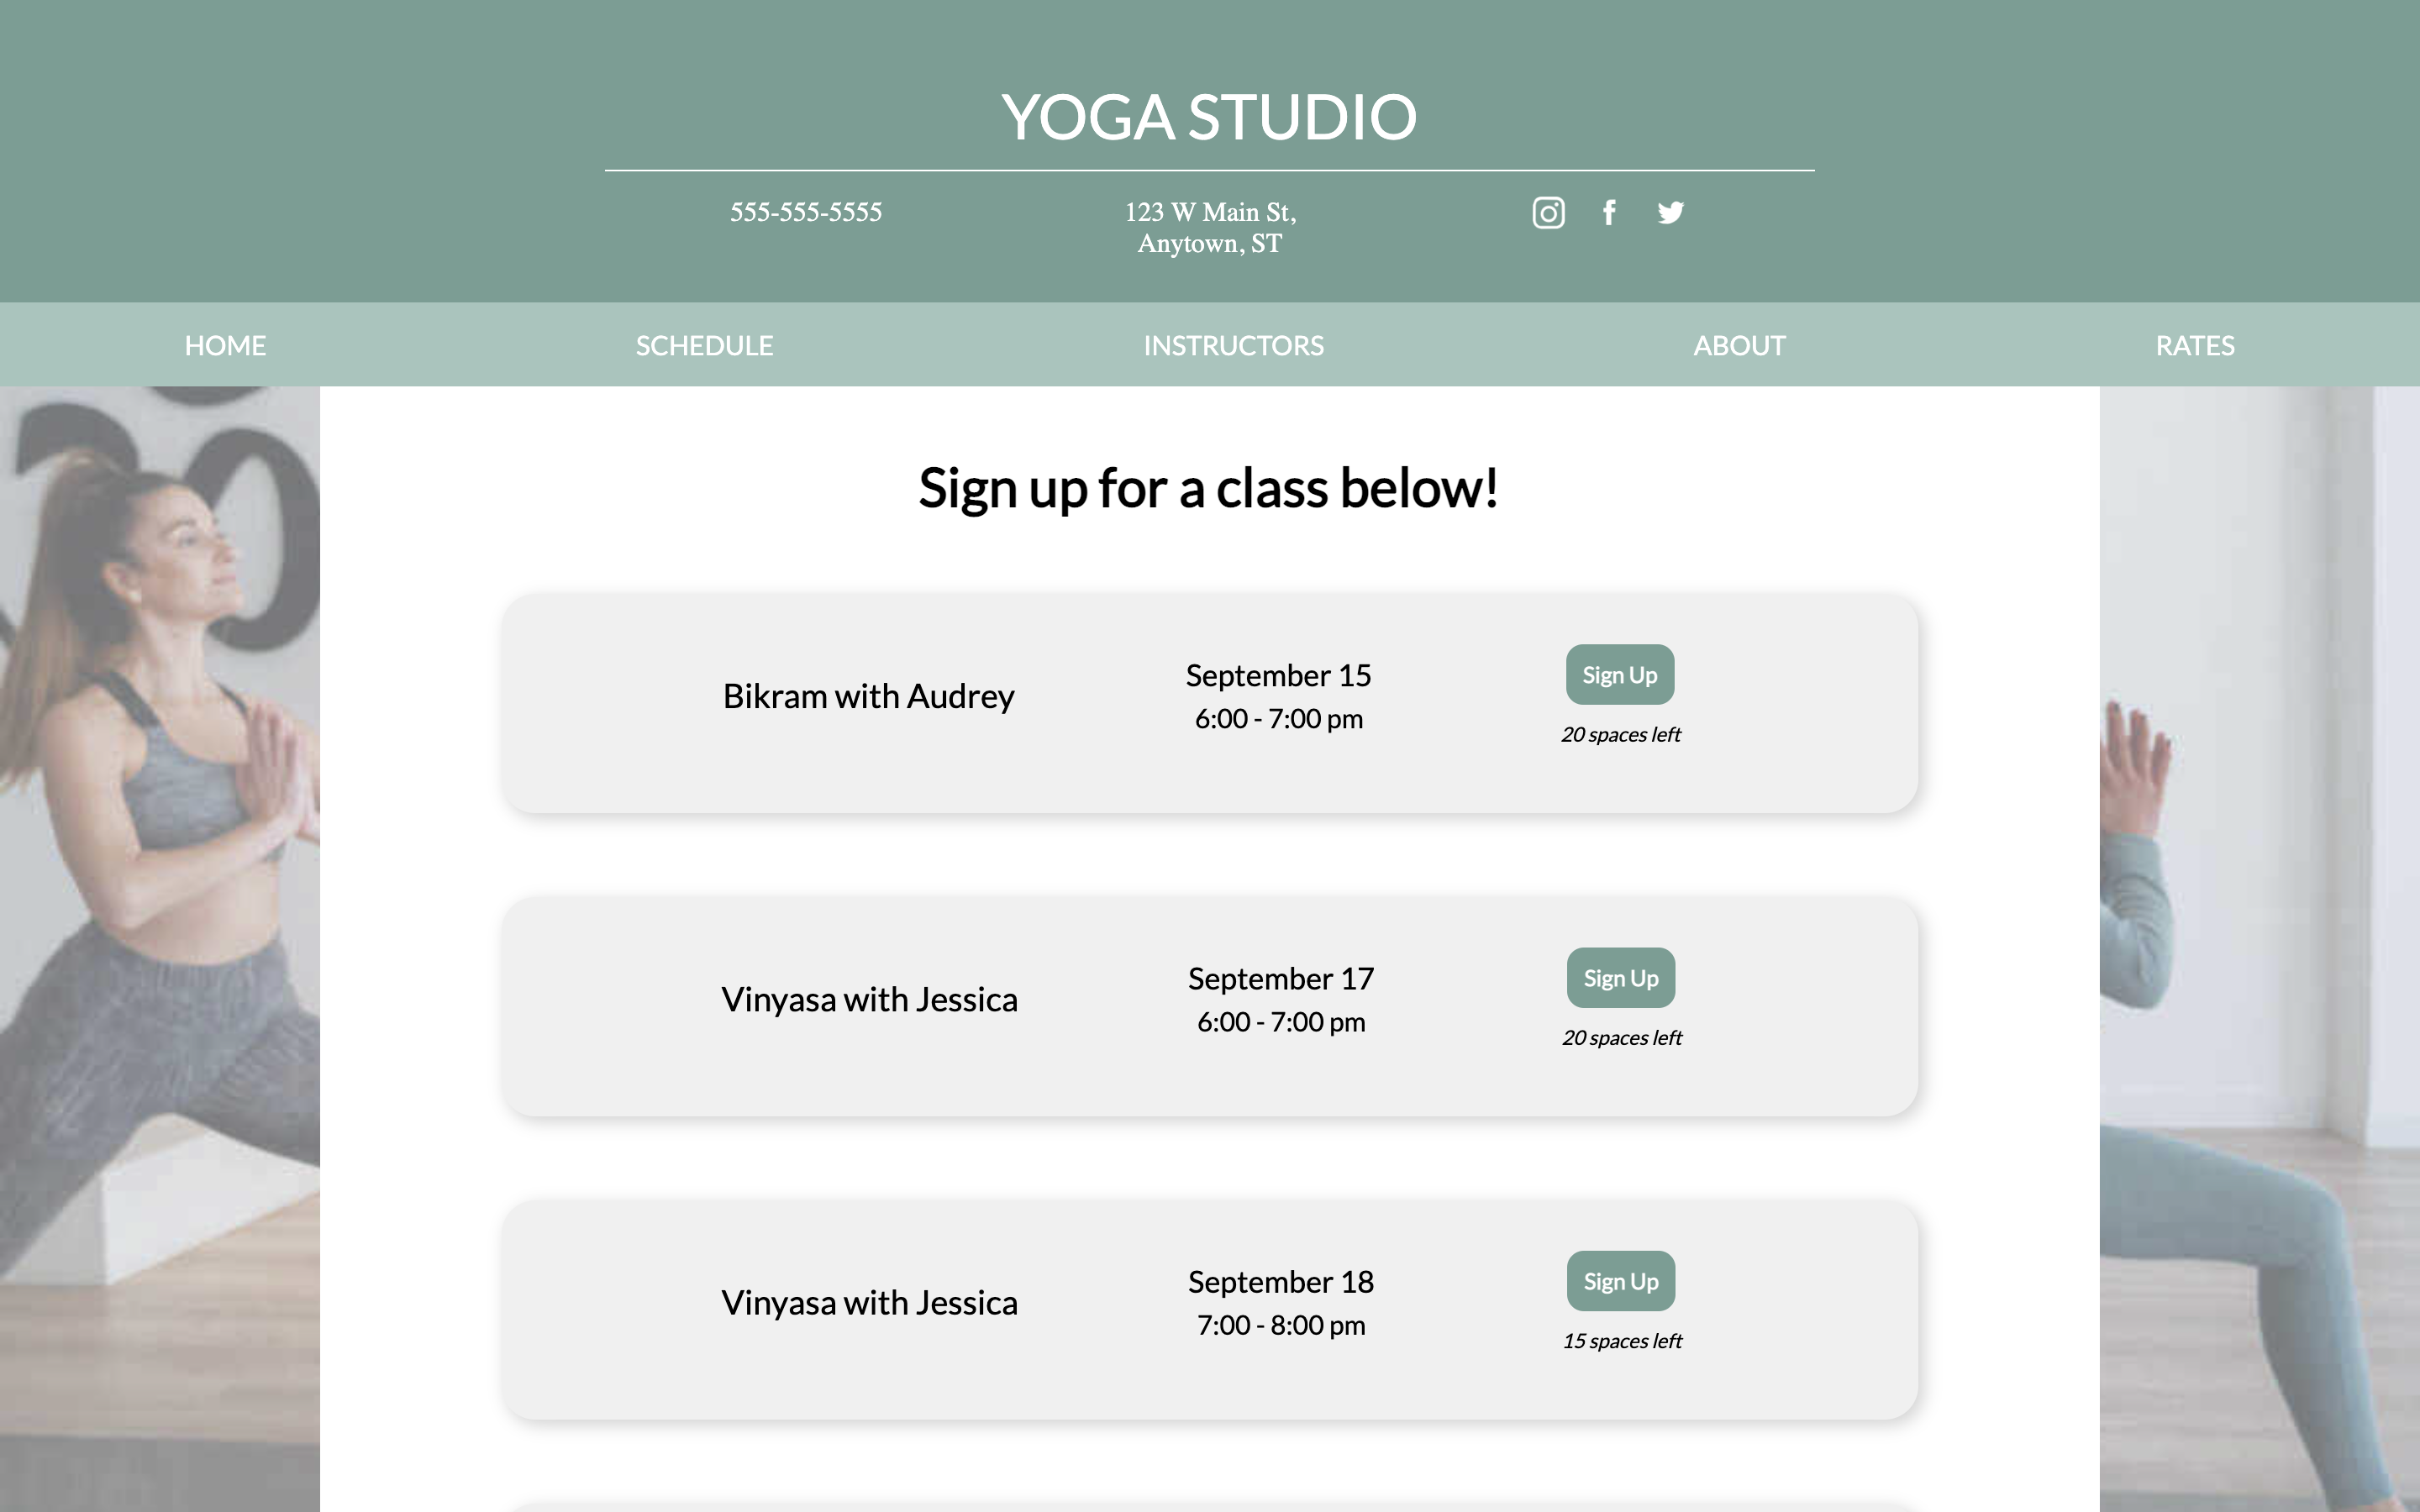 YOGA STUDIO
555-555-5555
123 W Main St,
Anytown, ST
HOME
SCHEDULE
INSTRUCTORS
ABOUT
RATES
Sign up for a class below!
Bikram with Audrey
September 15
6:00 - 7:00 pm
Sign Up
20 spaces left
Vinyasa with Jessica
September 17
6:00 - 7:00 pm
Sign Up
20 spaces left
Vinyasa with Jessica
September 18
7:00 - 8:00 pm
Sign Up
15 spaces left